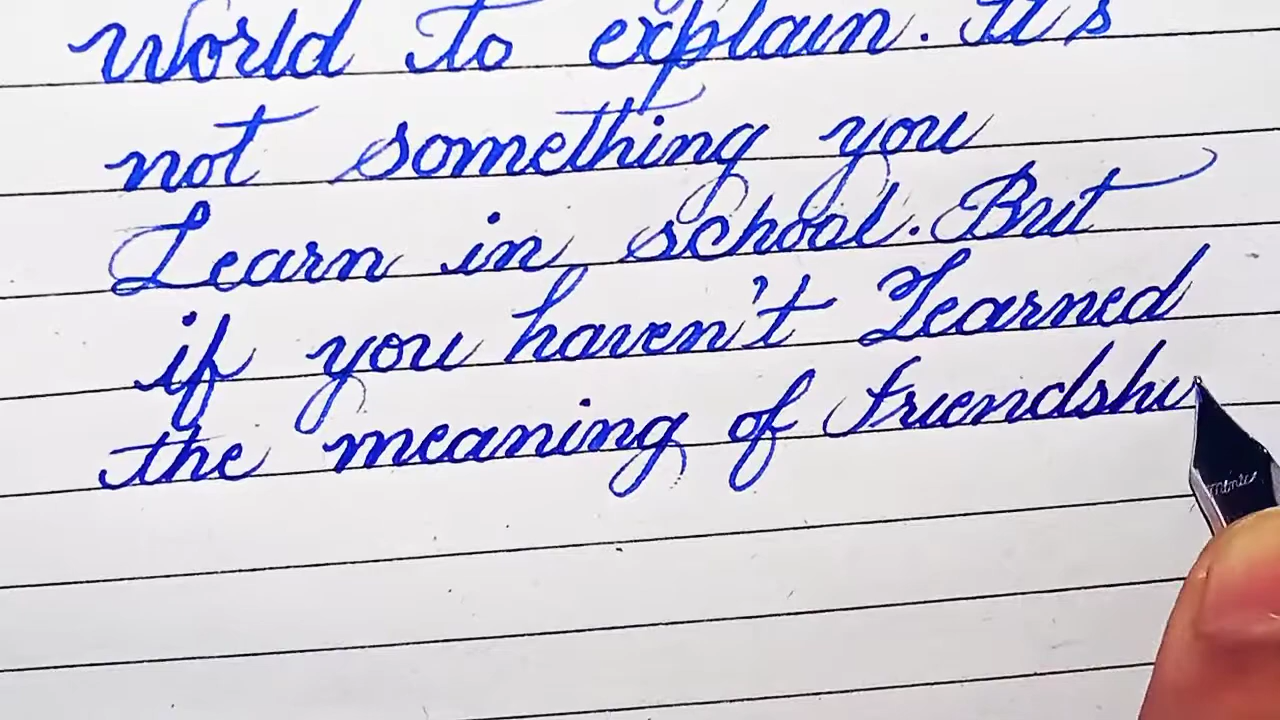 World to explain. It's
not something you
Learn in school. But
if you haven't Learned
the meaning of friendshi